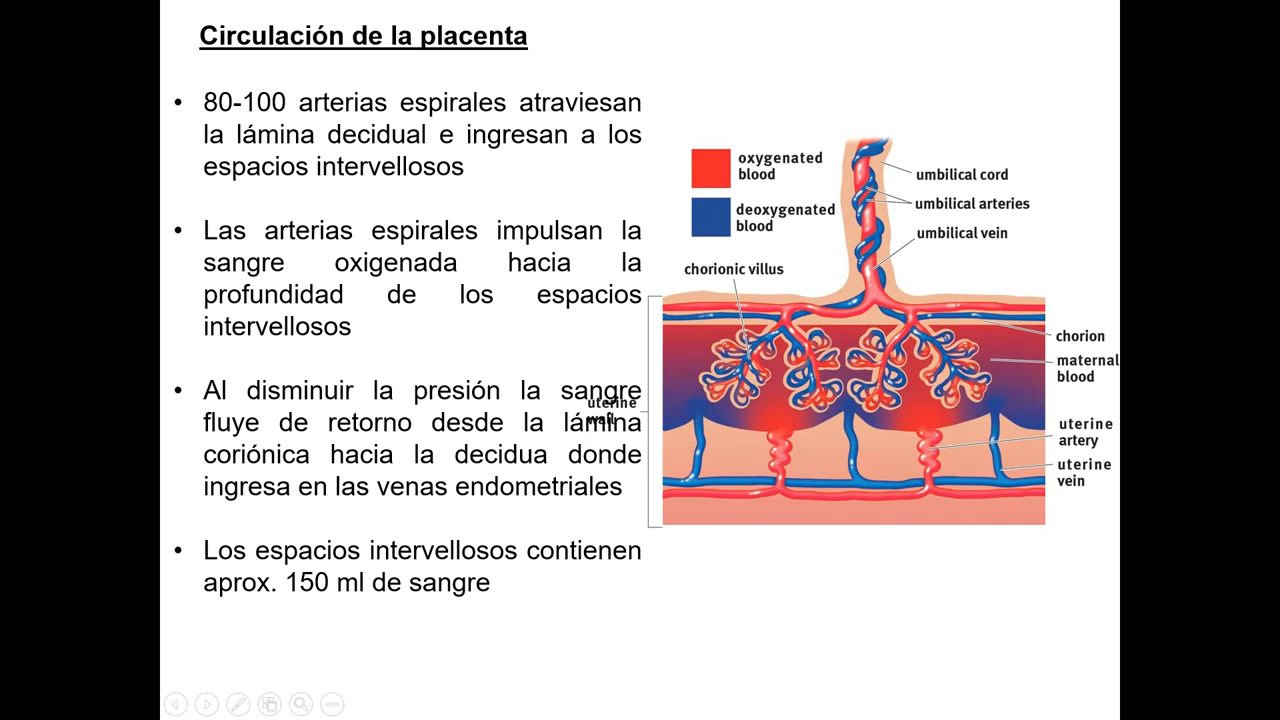 Circulación de la placenta
• 80-100 arterias espirales atraviesan
la lámina decidual e ingresan a los
espacios intervellosos
• Las arterias espirales impulsan la
sangre oxigenada hacia la
profundidad de los espacios
intervellosos
• Al disminuir la presión la sangre
fluye de retorno desde la lámina
coriónica hacia la decidua donde
ingresa en las venas endometriales
• Los espacios intervellosos contienen
aprox. 150 ml de sangre
oxygenated
blood
deoxygenated
blood
umbilical cord
umbilical arteries
umbilical vein
chorionic villus
chorion
maternal
blood
uterine
wall
uterine
artery
uterine
vein